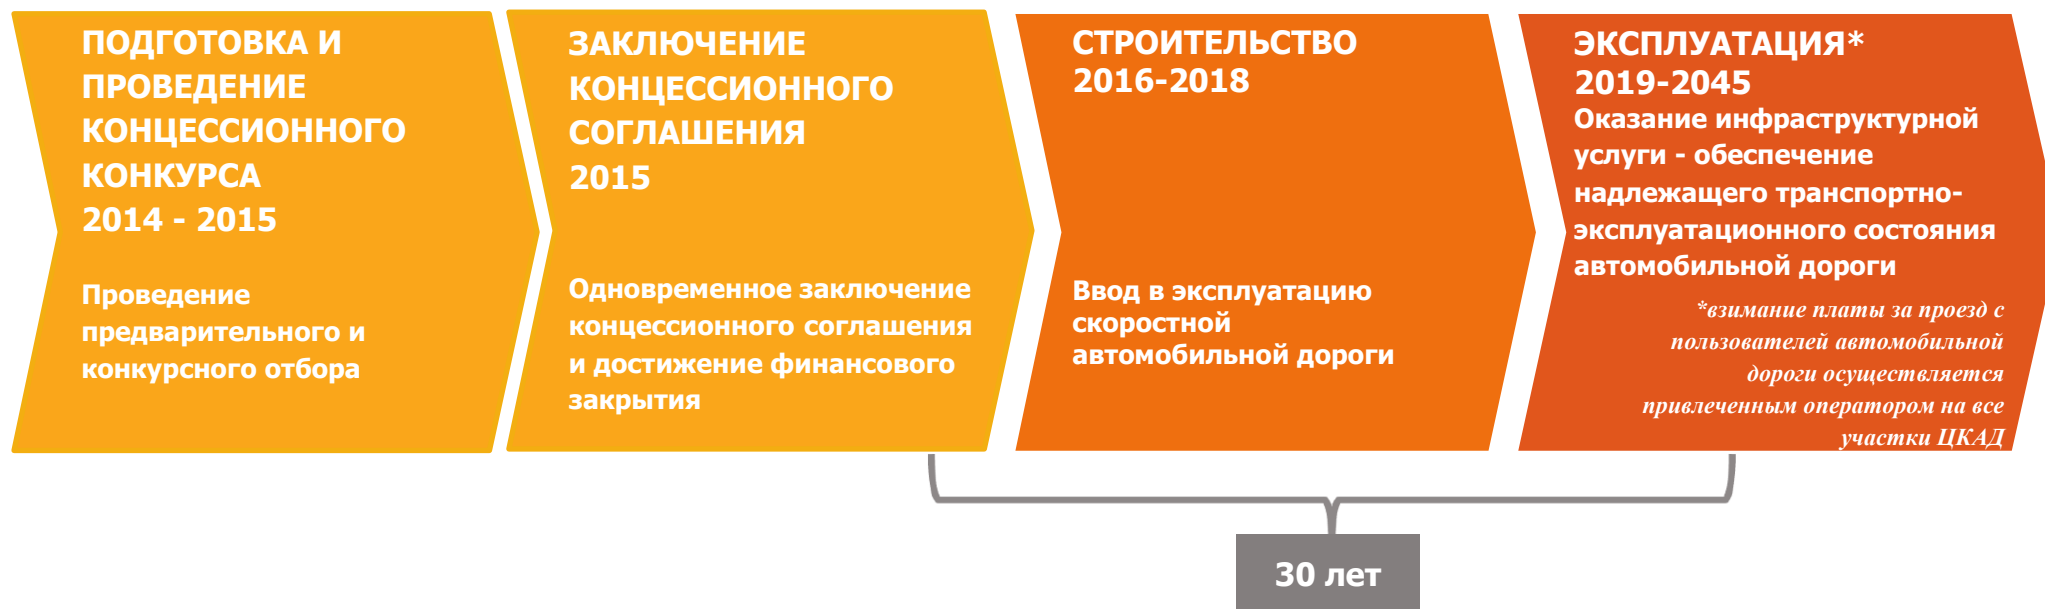 ПОДГОТОВКА И
ПРОВЕДЕНИЕ
КОНЦЕССИОННОГО
КОНКУРСА
2014 - 2015
Проведение
предварительного и
конкурсного отбора
ЗАКЛЮЧЕНИЕ
КОНЦЕССИОННОГО
СОГЛАШЕНИЯ
2015
Одновременное заключение
концессионного соглашения
и достижение финансового
закрытия
СТРОИТЕЛЬСТВО
2016-2018
Ввод в эксплуатацию
скоростной
автомобильной дороги
ЭКСПЛУАТАЦИЯ*
2019-2045
Оказание инфраструктурной
услуги - обеспечение
надлежащего транспортно-
эксплуатационного состояния
автомобильной дороги
*взимание платы за проезд с
пользователей автомобильной
дороги осуществляется
привлеченным оператором на все
участки ЦКАД
30 лет